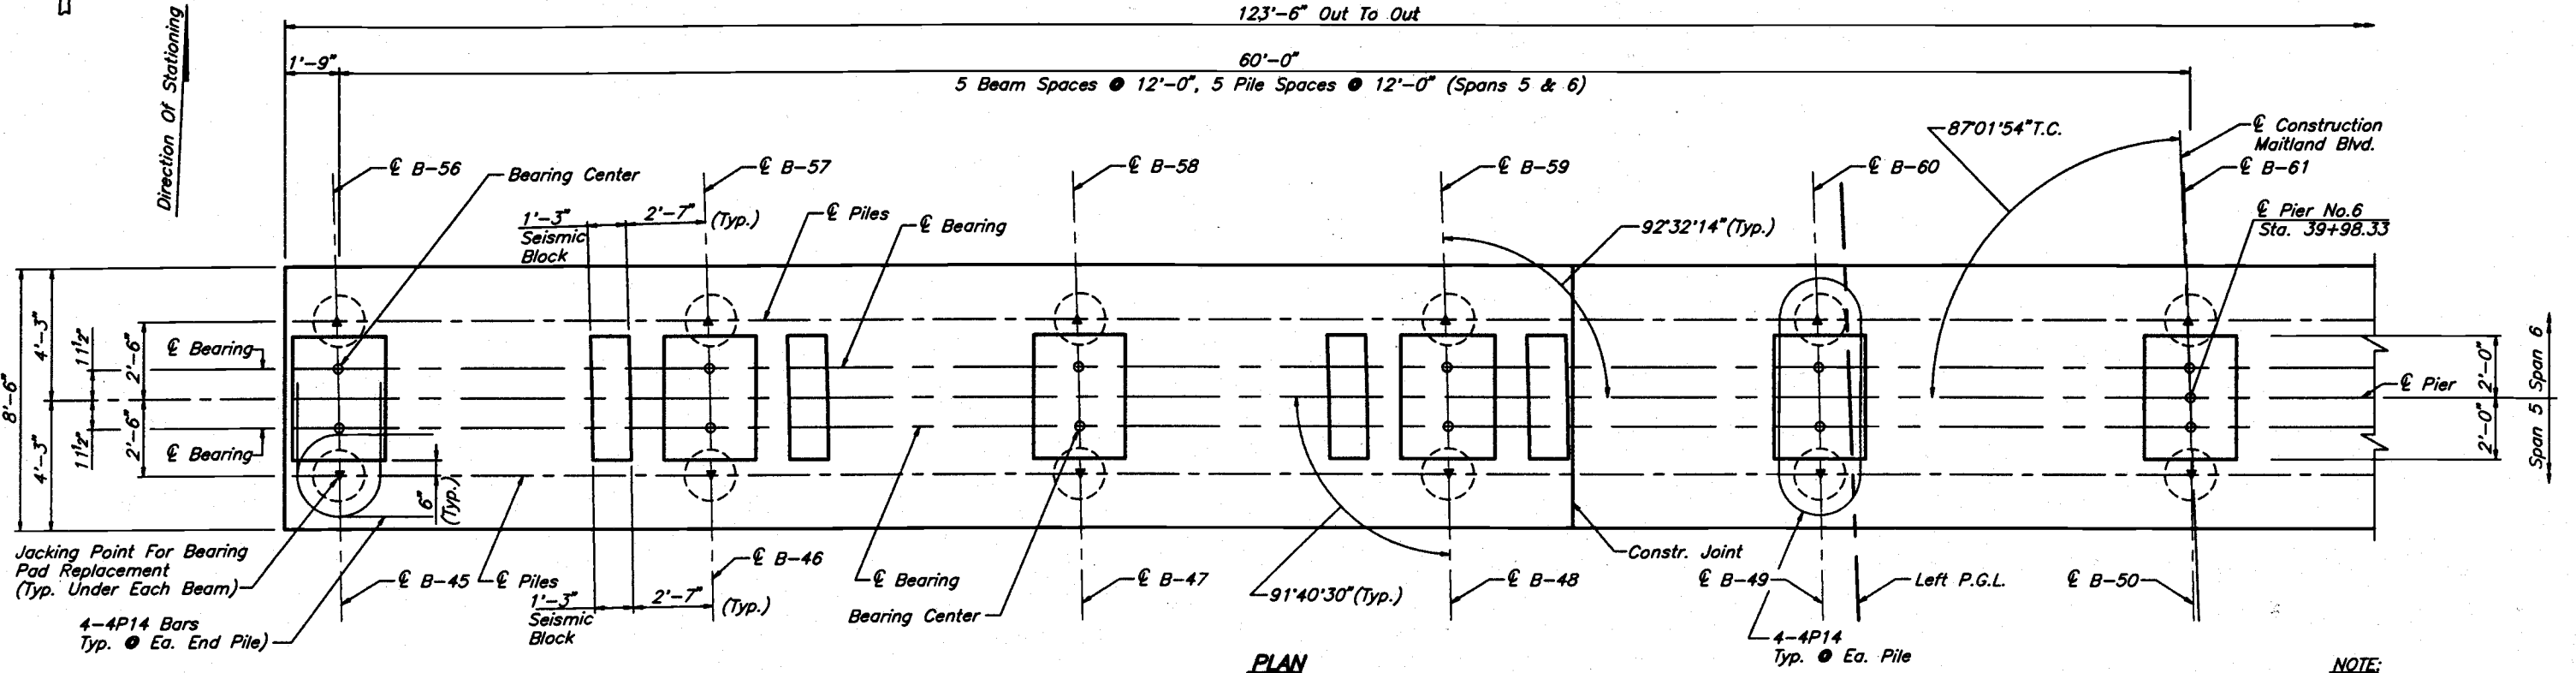 123'-6" Out To Out
Direction Of Stationing
1'-9"
60'-0"
5 Beam Spaces @ 12'-0", 5 Pile Spaces @ 12'-0" (Spans 5 & 6)
87°01'54" T.C.
℄ Construction
Maitland Blvd.
℄ B-56
Bearing Center
℄ B-57
℄ B-58
℄ B-59
℄ B-60
℄ B-61
1'-3"
2'-7"
(Typ.)
Seismic
Block
℄ Piles
℄ Bearing
92°32'14" (Typ.)
℄ Pier No.6
Sta. 39+98.33
8'-6"
4'-3"
4'-3"
11½"
11½"
2'-6"
2'-6"
℄ Bearing
℄ Bearing
6"
(Typ.)
2'-0"
2'-0"
Span 6
Span 5
℄ Pier
Jacking Point For Bearing
Pad Replacement
(Typ. Under Each Beam)
℄ B-45
℄ Piles
℄ B-46
1'-3"
2'-7"
(Typ.)
Seismic
Block
℄ Bearing
Bearing Center
℄ B-47
91°40'30" (Typ.)
℄ B-48
Constr. Joint
℄ B-49
Left P.G.L.
℄ B-50
4-4P14 Bars
Typ. @ Ea. End Pile)
4-4P14
Typ. @ Ea. Pile
PLAN
NOTE: